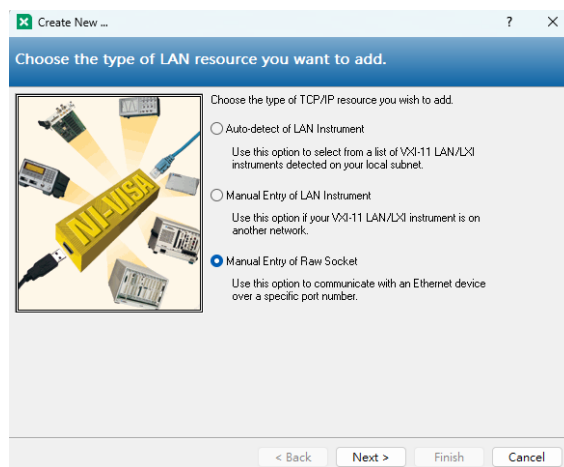 Create New ...
?
Choose the type of LAN resource you want to add.
NI-VISA
Choose the type of TCP/IP resource you wish to add.
Auto-detect of LAN Instrument
Use this option to select from a list of VXI-11 LAN/LXI
instruments detected on your local subnet.
Manual Entry of LAN Instrument
Use this option if your VXI-11 LAN/LXI instrument is on
another network.
Manual Entry of Raw Socket
Use this option to communicate with an Ethernet device
over a specific port number.
< Back
Next >
Finish
Cancel